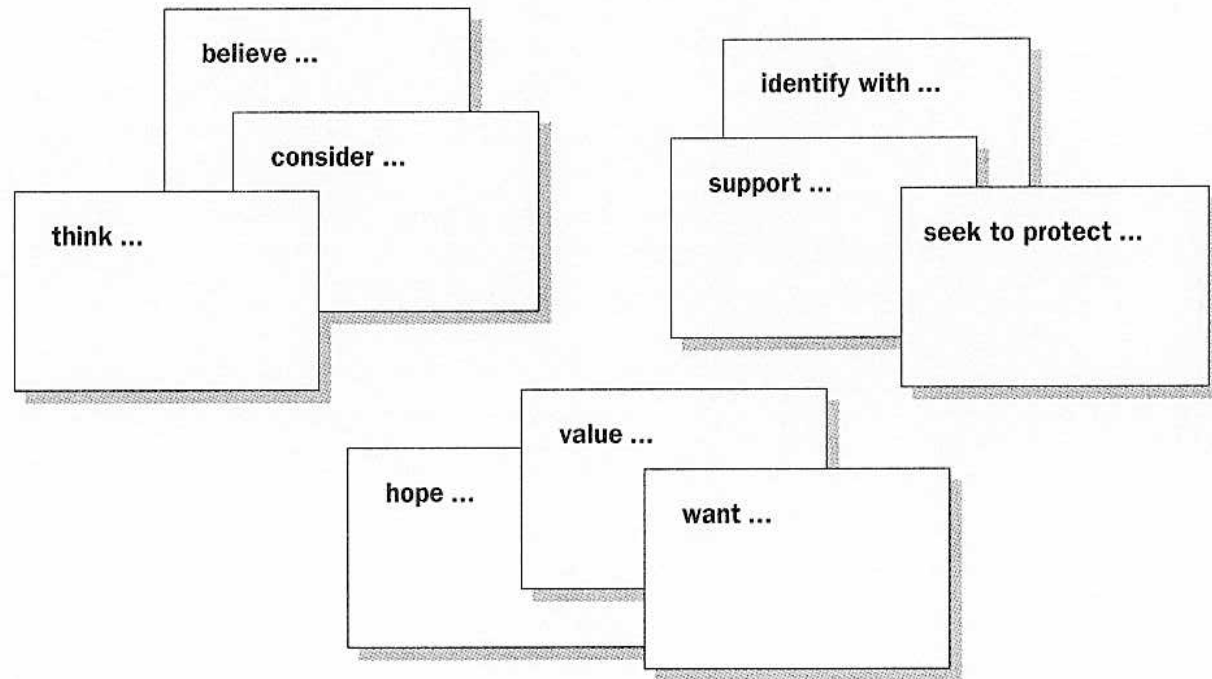 believe ...
consider ...
think ...
identify with ...
support ...
seek to protect ...
value ...
hope ...
want ...